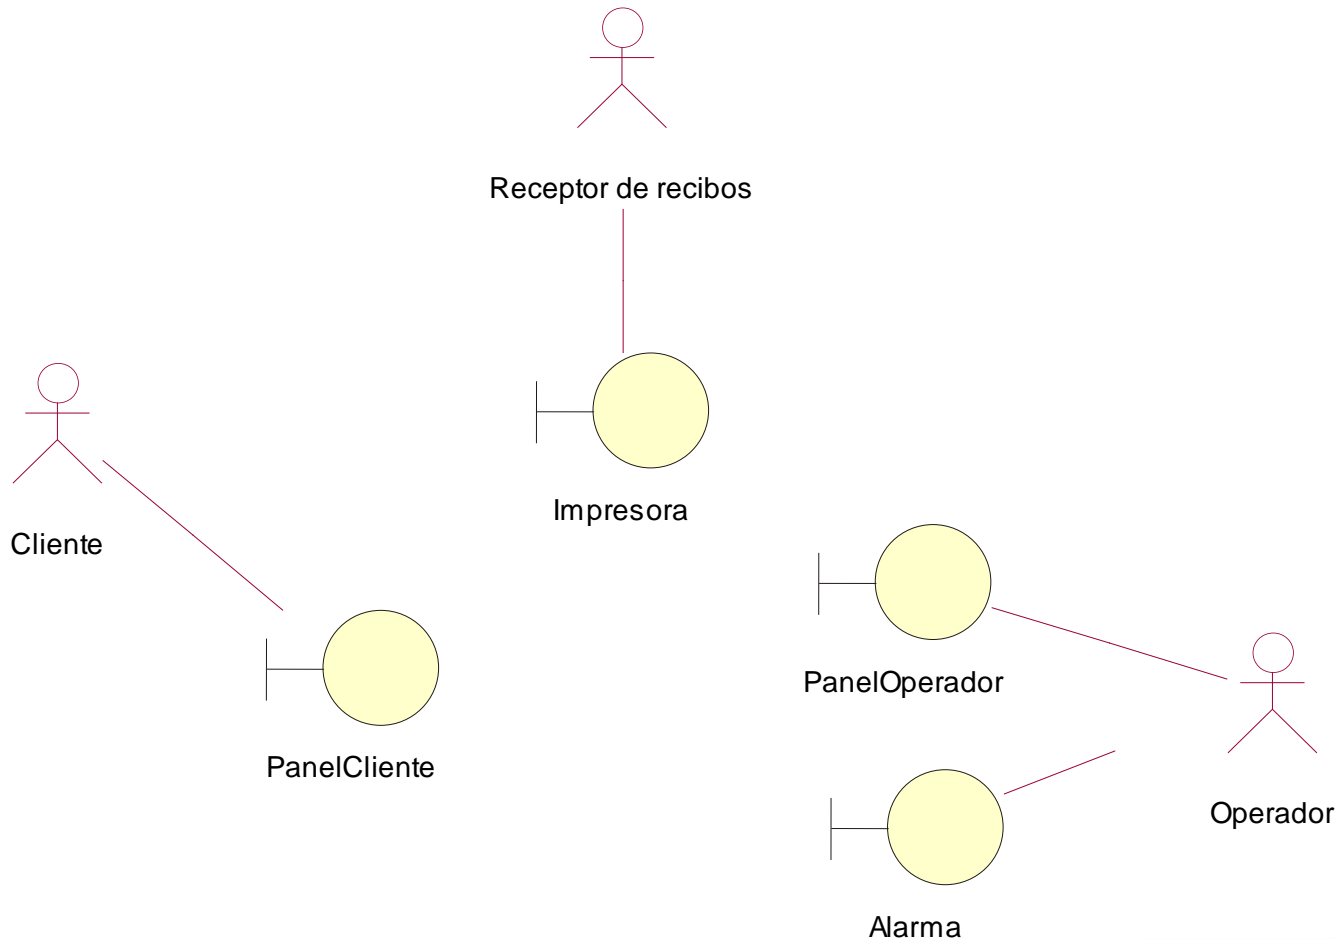 Receptor de recibos
Impresora
Cliente
PanelOperador
PanelCliente
Operador
Alarma